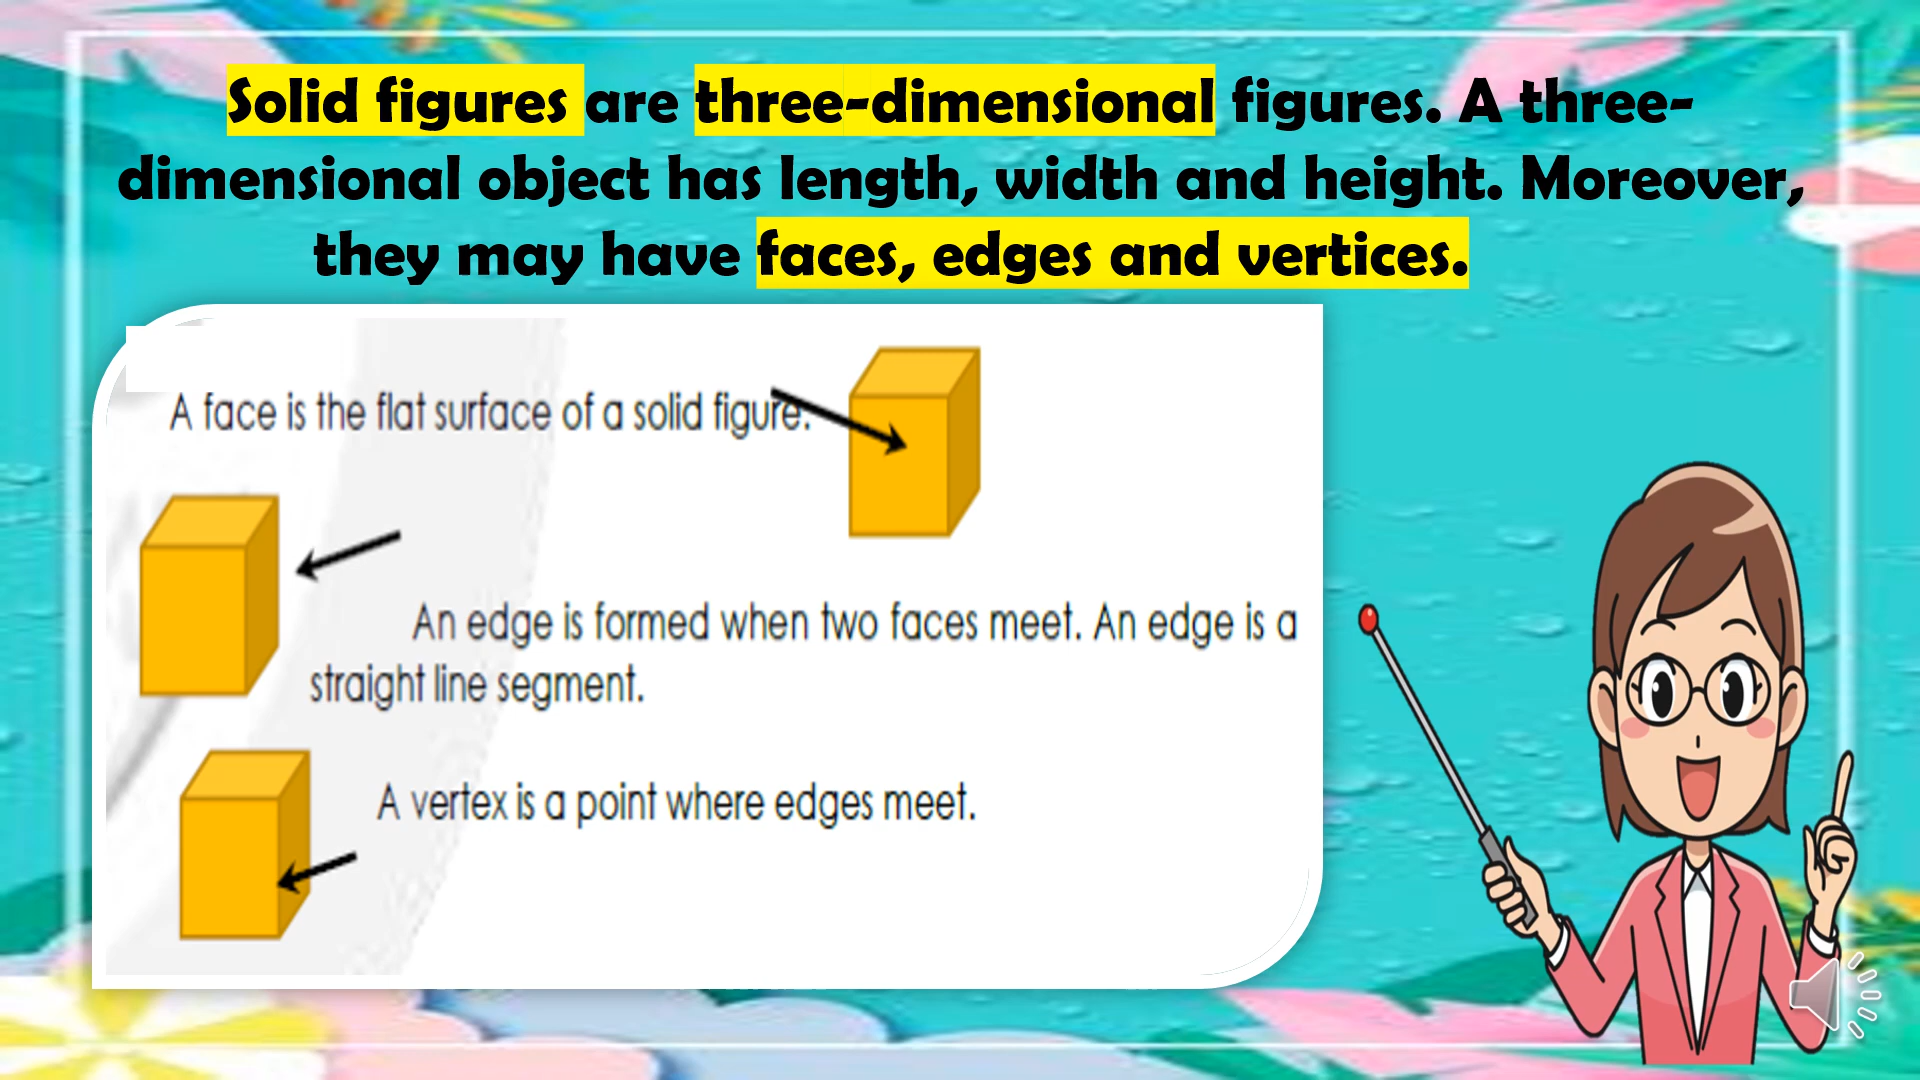 Solid figures are three-dimensional figures. A three-
dimensional object has length, width and height. Moreover,
they may have faces, edges and vertices.
A face is the flat surface of a solid figure.
An edge is formed when two faces meet. An edge is a
straight line segment.
A vertex is a point where edges meet.